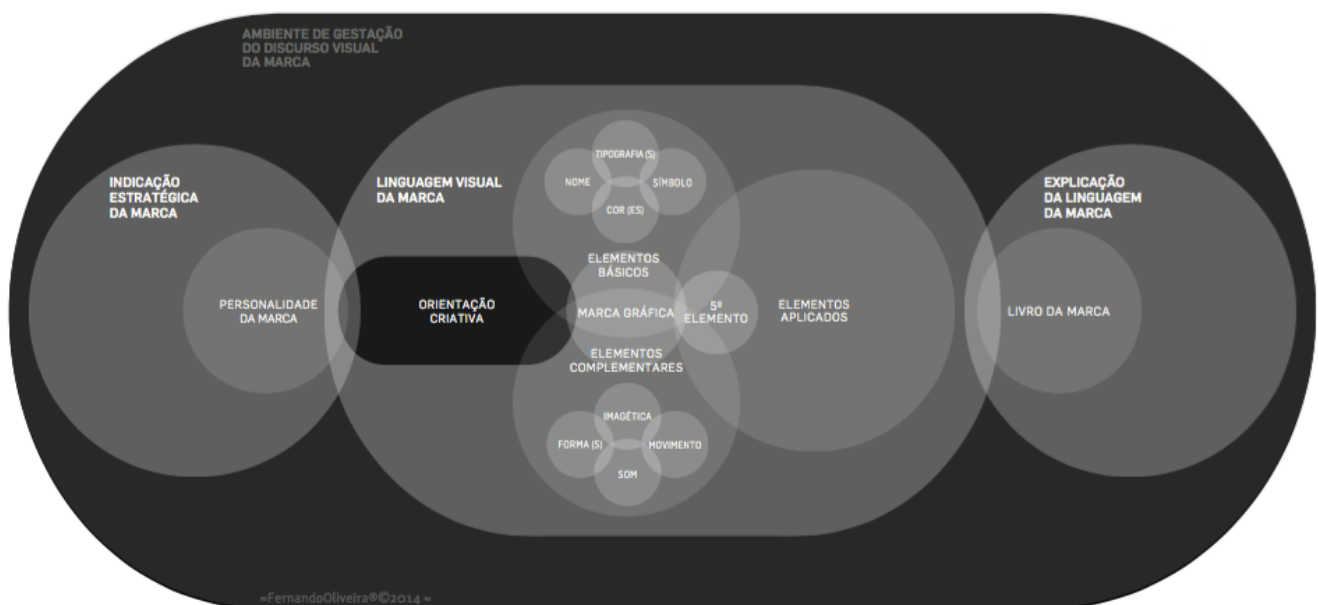 AMBIENTE DE GESTAÇÃO
DO DISCURSO VISUAL
DA MARCA
INDICAÇÃO
ESTRATÉGICA
DA MARCA
PERSONALIDADE
DA MARCA
LINGUAGEM VISUAL
DA MARCA
ORIENTAÇÃO
CRIATIVA
TIPOGRAFIA (S)
NOME
SÍMBOLO
COR (ES)
ELEMENTOS
BÁSICOS
MARCA GRÁFICA
5º
ELEMENTO
ELEMENTOS
APLICADOS
ELEMENTOS
COMPLEMENTARES
IMAGÉTICA
FORMA (S)
MOVIMENTO
SOM
EXPLICAÇÃO
DA LINGUAGEM
DA MARCA
LIVRO DA MARCA
≈FernandoOliveira®©2014 ≈